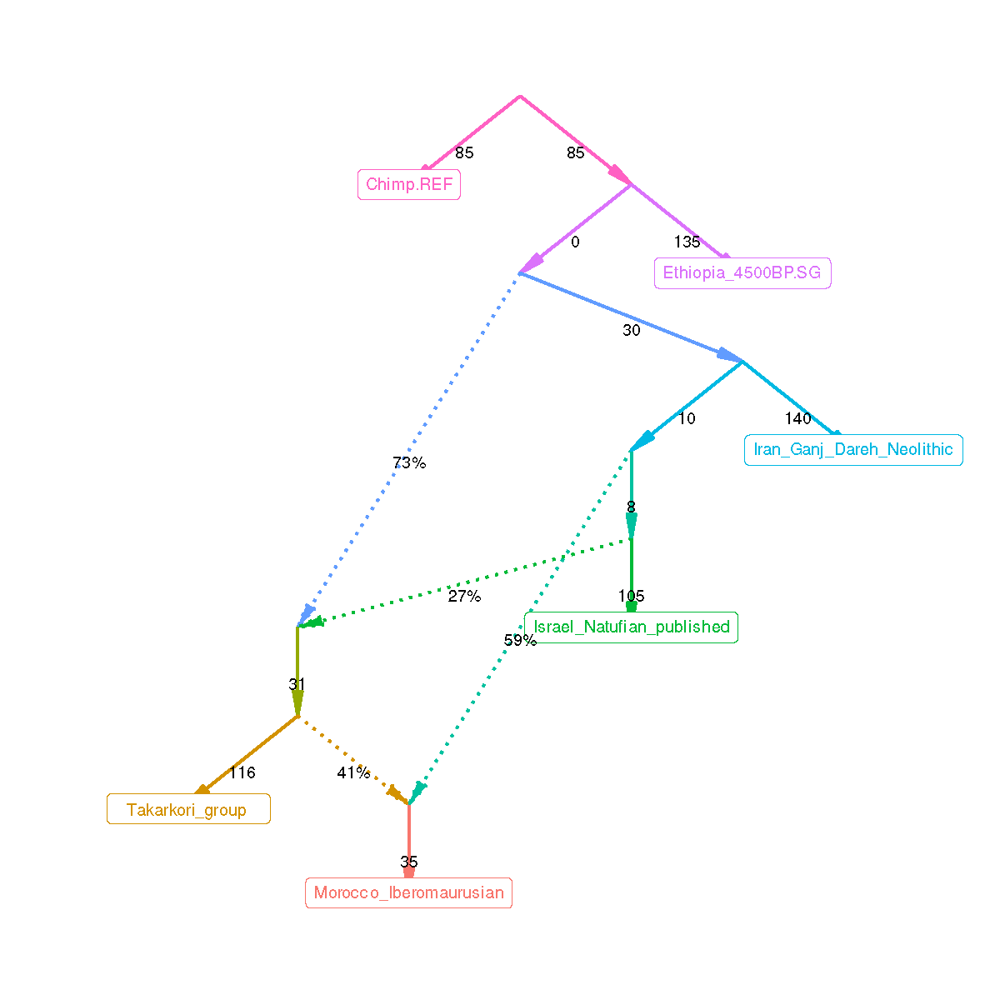 85
85
Chimp.REF
0
135
Ethiopia_4500BP.SG
30
10
140
Iran_Ganj_Dareh_Neolithic
73%
8
27%
105
Israel_Natufian_published
59%
31
116
41%
Takarkori_group
35
Morocco_Iberomaurusian